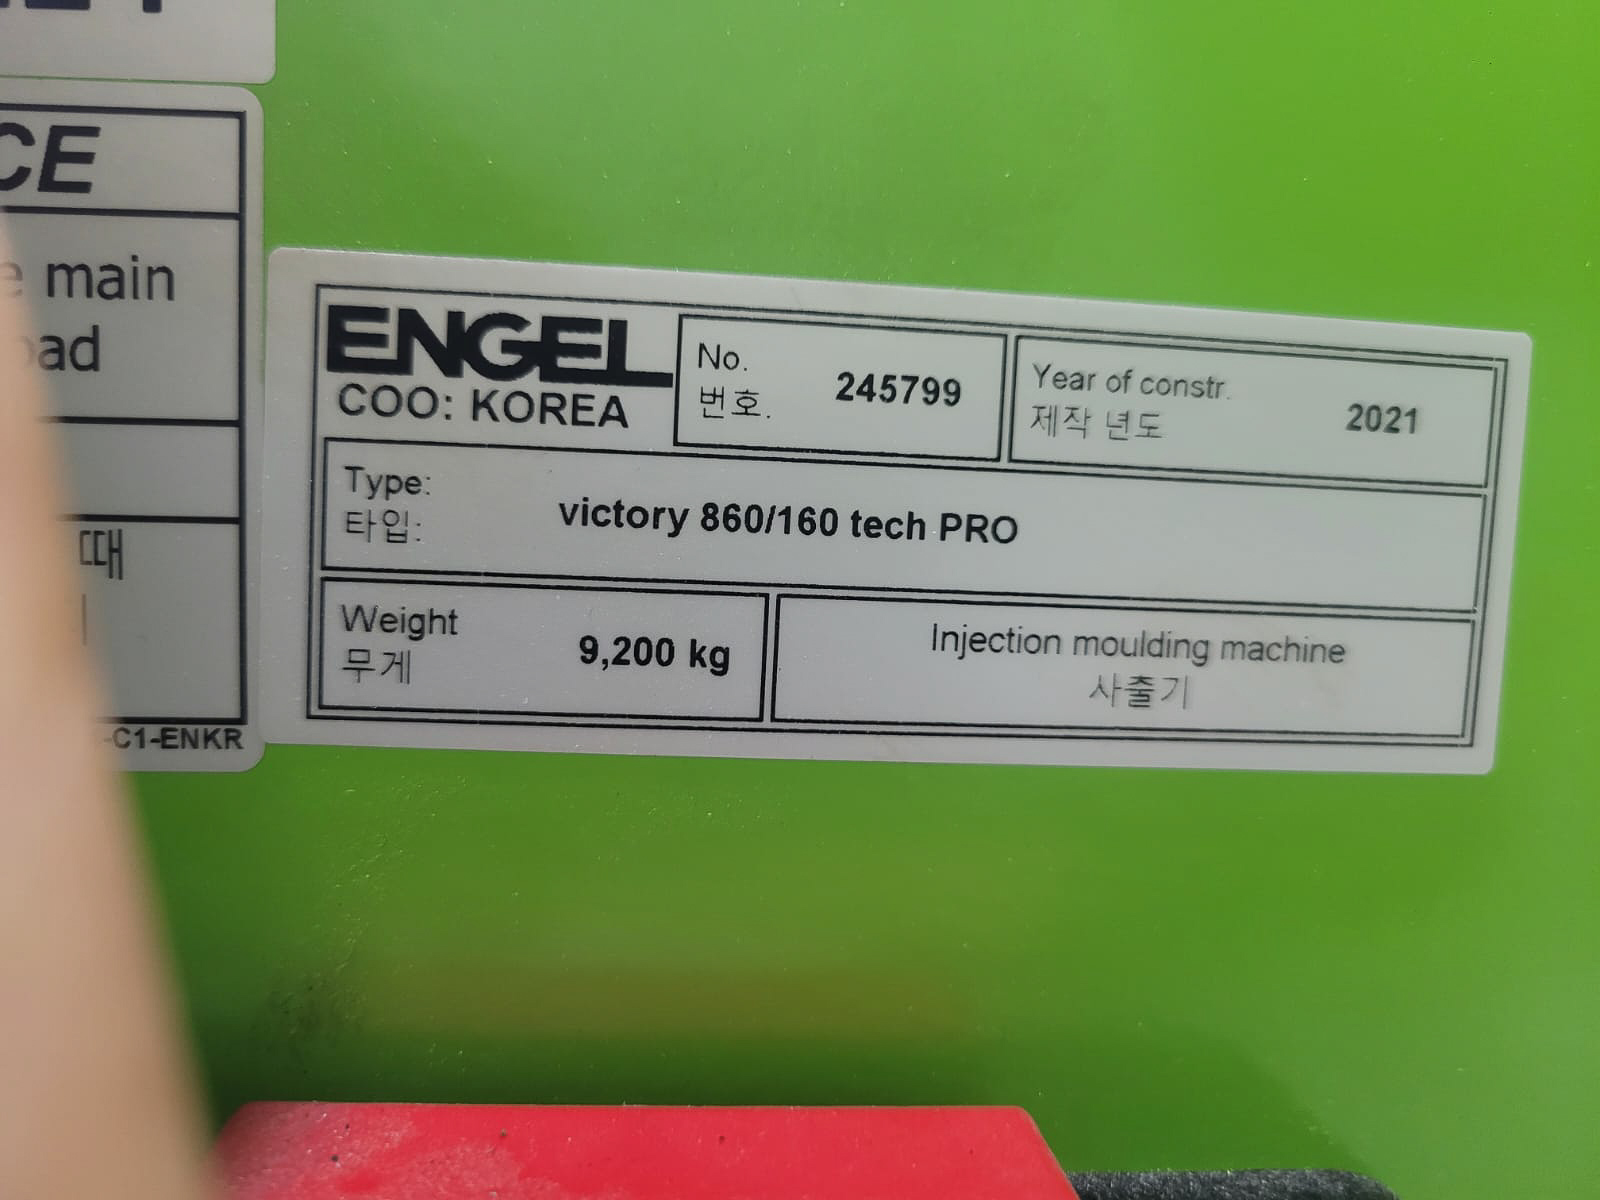 CE
main
ad
때
-C1-ENKR
ENGEL
COO: KOREA
No.
번호.
245799
Year of constr.
제작 년도
2021
Type:
타입:
victory 860/160 tech PRO
Weight
무게
9,200 kg
Injection moulding machine
사출기